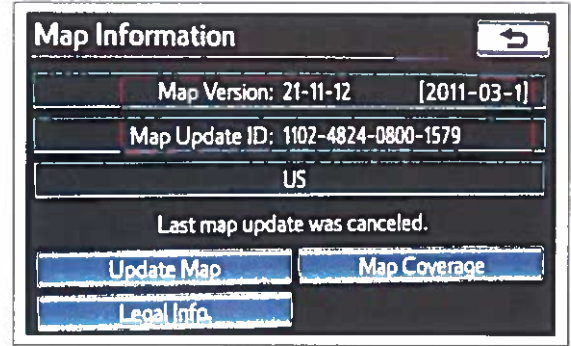 Map Information
Map Version: 21-11-12 [2011-03-1]
Map Update ID: 1102-4824-0800-1579
US
Last map update was canceled.
Update Map Map Coverage
Legal Info.